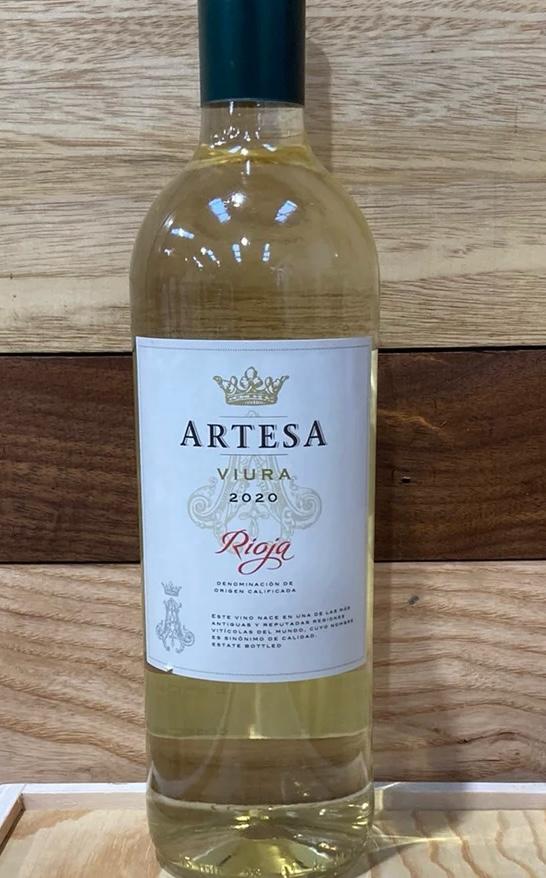 ARTESA
VIURA
2020
Rioja
DENOMINACIÓN DE
ORIGEN CALIFICADA
ESTE VINO NACE EN UNA DE LAS MÁS
ANTIGUAS Y REPUTADAS REGIONES
VITÍCOLAS DEL MUNDO, CUYO NOMBRE
ES SINÓNIMO DE CALIDAD.
ESTATE BOTTLED